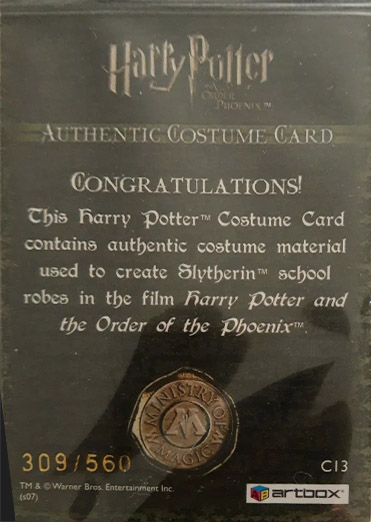 Harry Potter
AND THE
ORDER OF THE
PHOENIX™
AUTHENTIC COSTUME CARD
CONGRATULATIONS!
This Harry Potter™ Costume Card
contains authentic costume material
used to create Slytherin™ school
robes in the film Harry Potter and
the Order of the Phoenix™.
MINISTRY OF MAGIC
M
309/560
C13
TM & © Warner Bros. Entertainment Inc.
(s07)
artbox